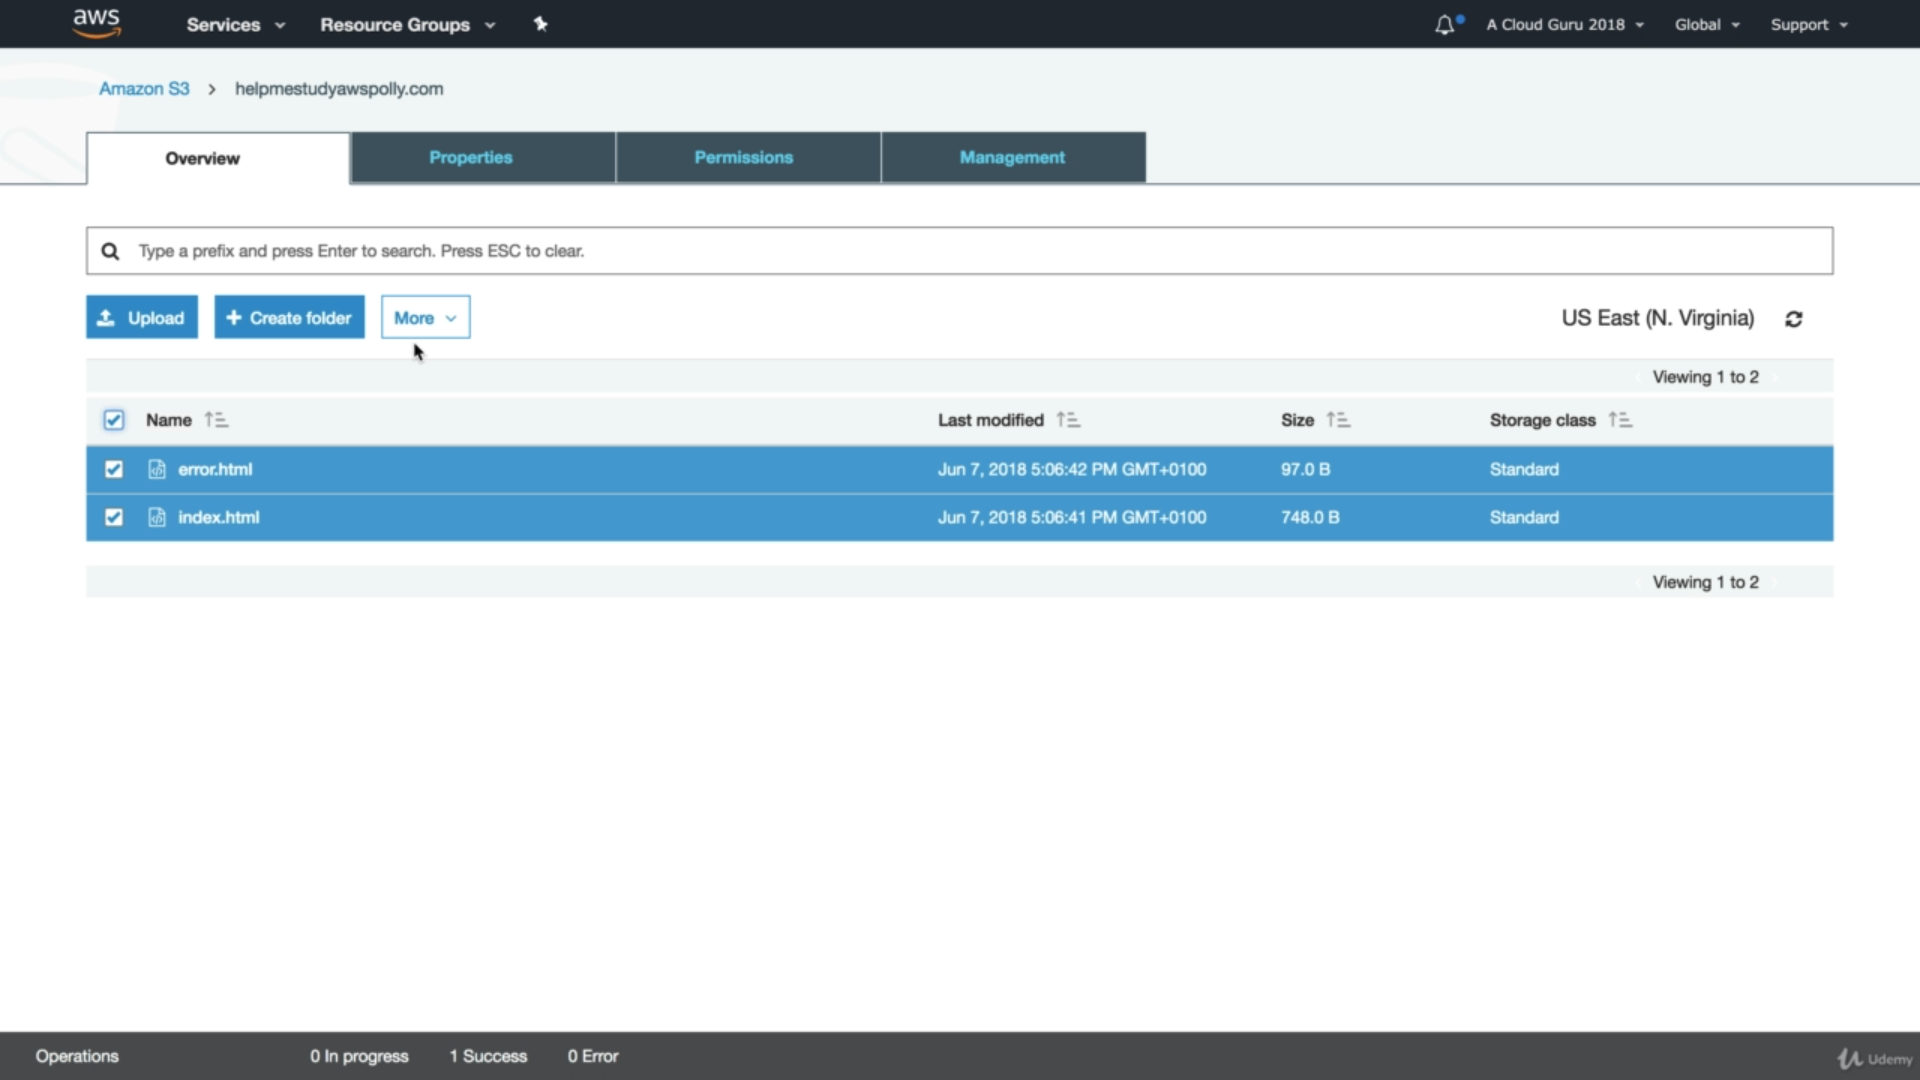 aws Services Resource Groups A Cloud Guru 2018 Global Support
Amazon S3 > helpmestudyawspolly.com
Overview Properties Permissions Management
Type a prefix and press Enter to search. Press ESC to clear.
Upload + Create folder More US East (N. Virginia)
Viewing 1 to 2
Name Last modified Size Storage class
error.html Jun 7, 2018 5:06:42 PM GMT+0100 97.0 B Standard
index.html Jun 7, 2018 5:06:41 PM GMT+0100 748.0 B Standard
Viewing 1 to 2
Operations 0 In progress 1 Success 0 Error
Udemy